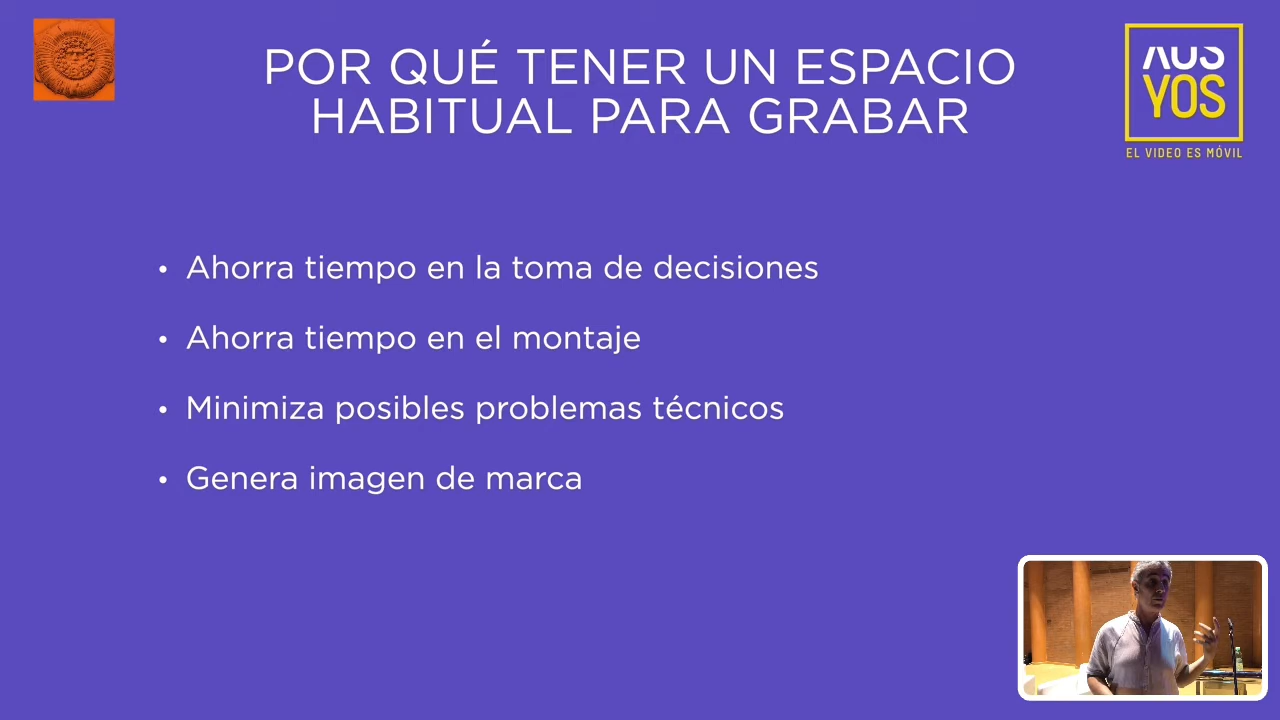 POR QUÉ TENER UN ESPACIO
HABITUAL PARA GRABAR
YOS
EL VIDEO ES MÓVIL
• Ahorra tiempo en la toma de decisiones
• Ahorra tiempo en el montaje
• Minimiza posibles problemas técnicos
• Genera imagen de marca